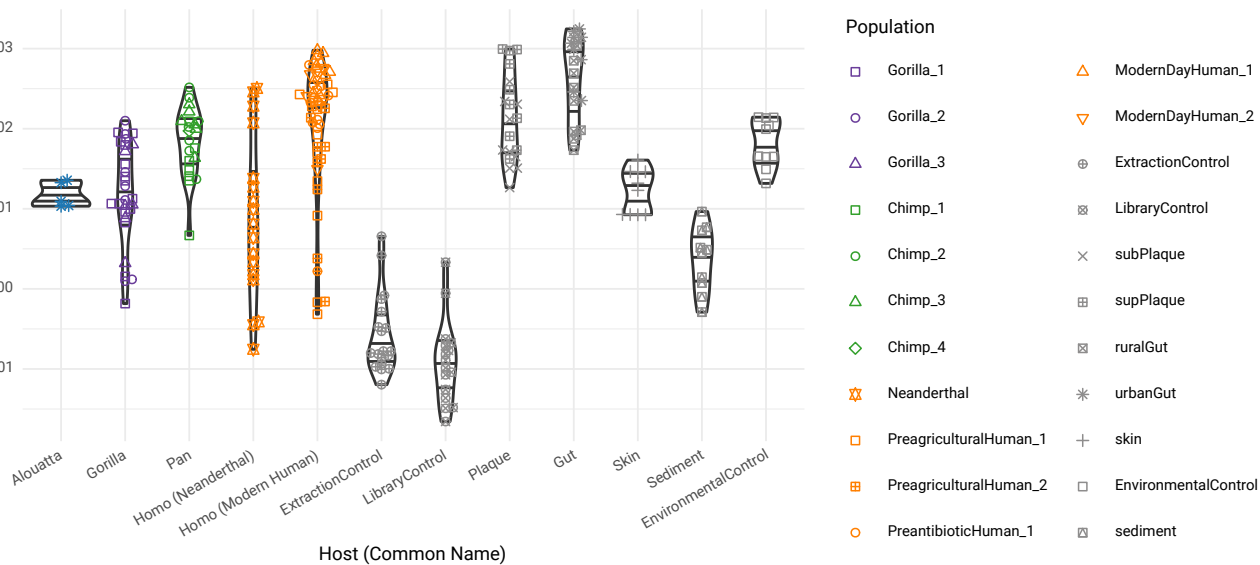 03
02
01
00
01
Alouatta
Gorilla
Pan
Homo (Neanderthal)
Homo (Modern Human)
ExtractionControl
LibraryControl
Plaque
Gut
Skin
Sediment
EnvironmentalControl
Host (Common Name)
Population
Gorilla_1
Gorilla_2
Gorilla_3
Chimp_1
Chimp_2
Chimp_3
Chimp_4
Neanderthal
PreagriculturalHuman_1
PreagriculturalHuman_2
PreantibioticHuman_1
ModernDayHuman_1
ModernDayHuman_2
ExtractionControl
LibraryControl
subPlaque
supPlaque
ruralGut
urbanGut
skin
EnvironmentalControl
sediment